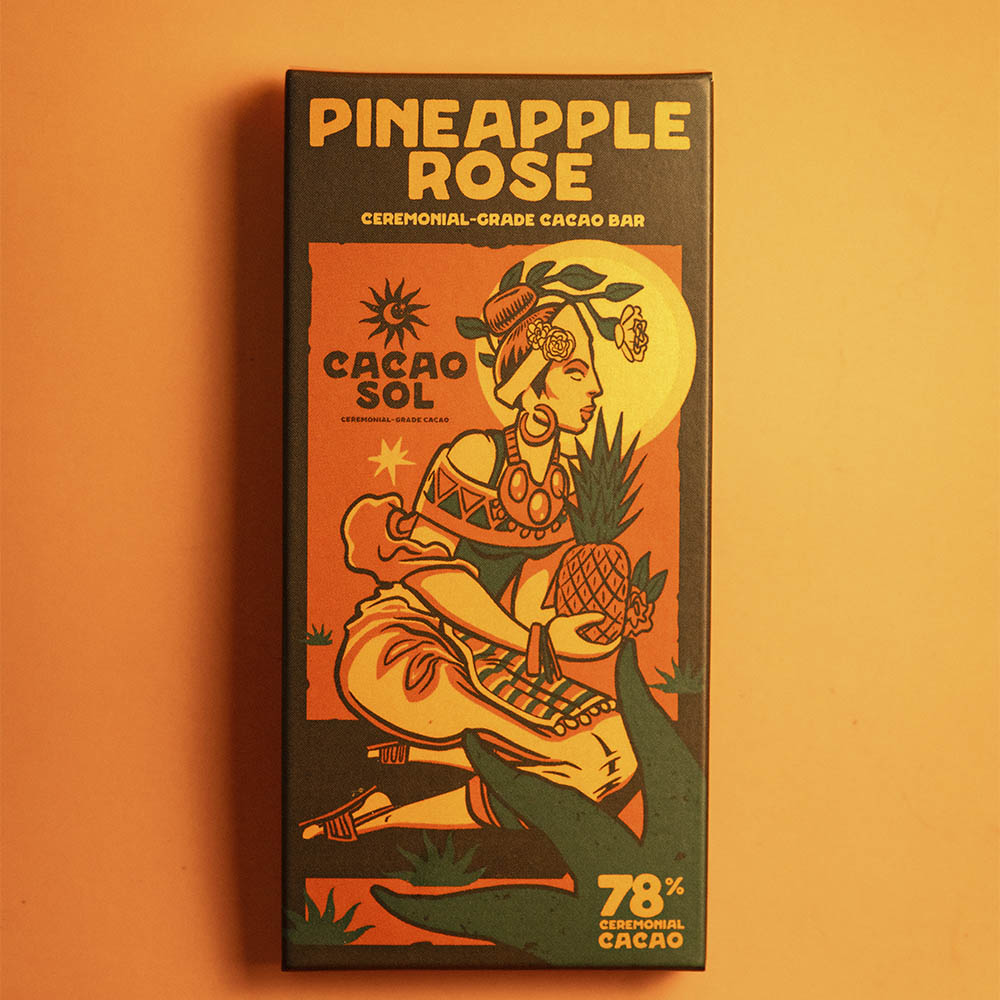 PINEAPPLE
ROSE
CEREMONIAL-GRADE CACAO BAR
CACAO
SOL
CEREMONIAL-GRADE CACAO
78%
CEREMONIAL
CACAO